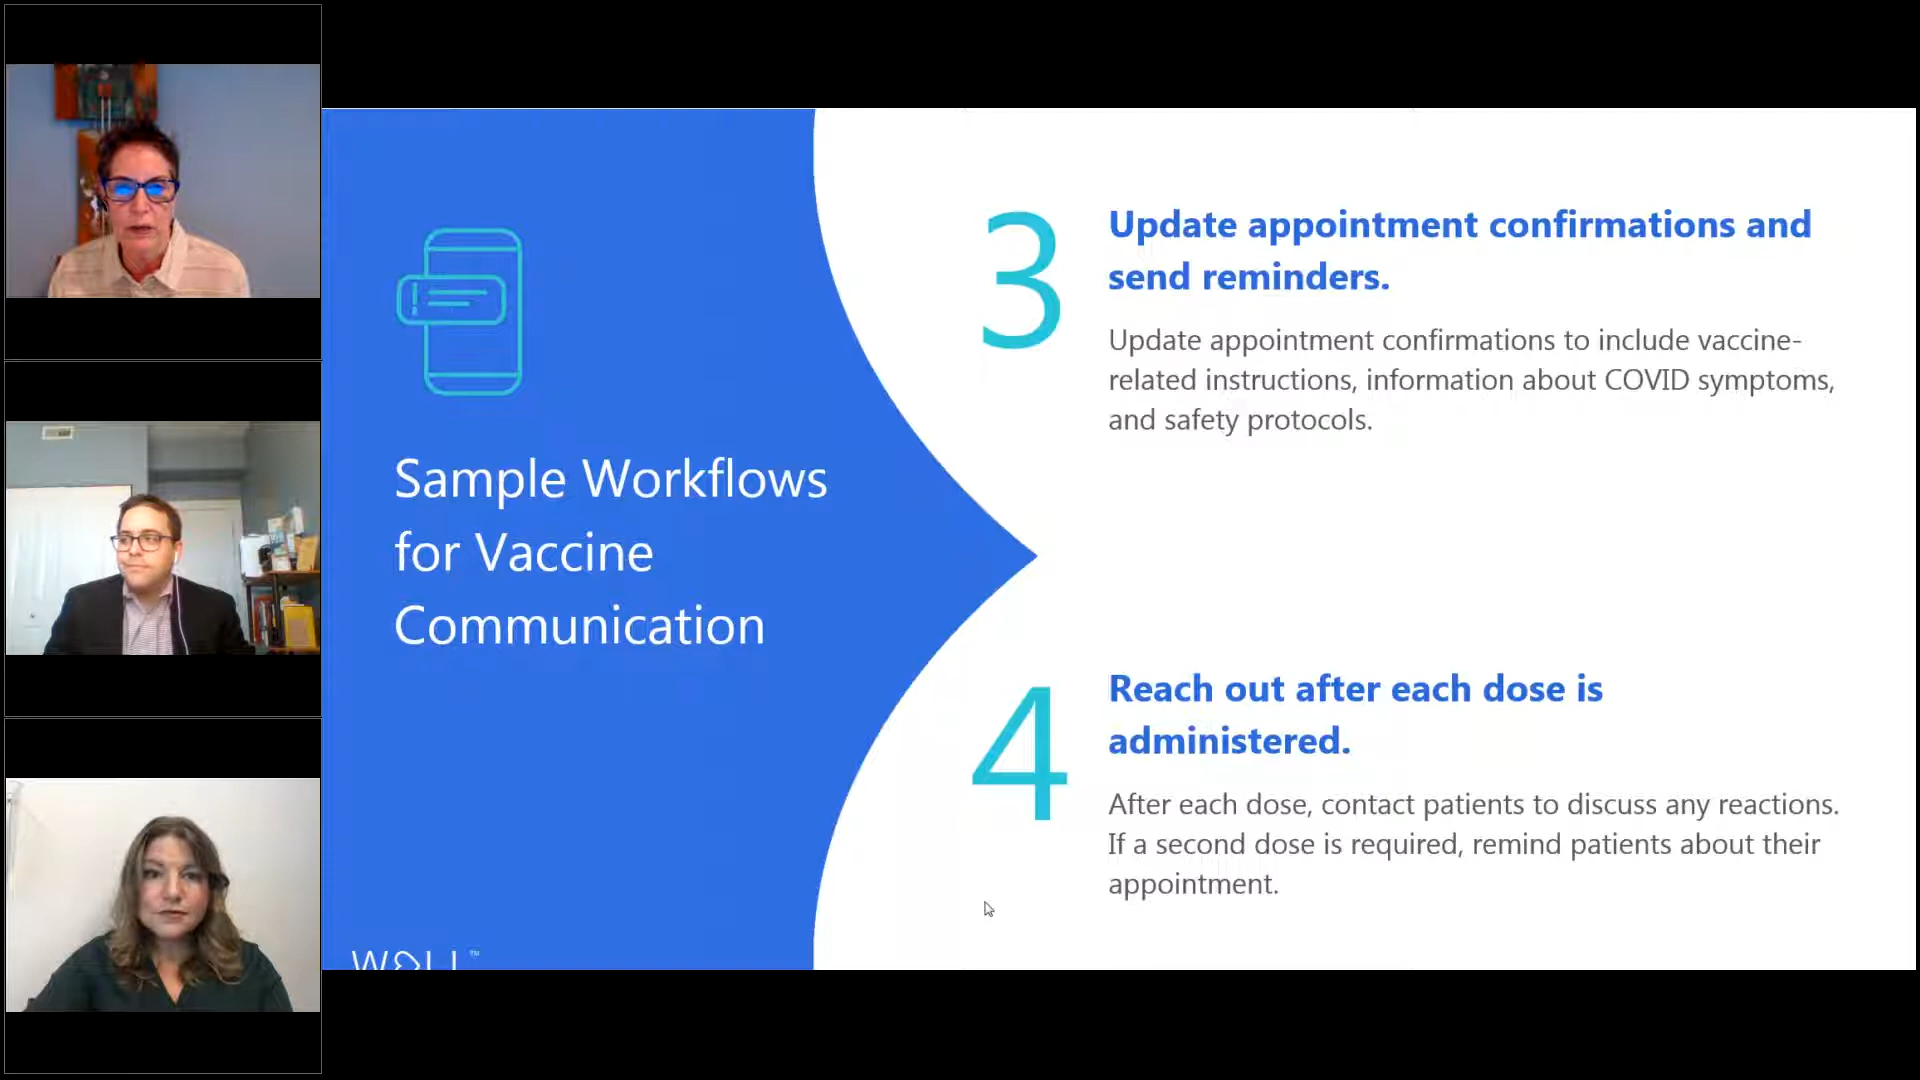 Sample Workflows
for Vaccine
Communication
3
Update appointment confirmations and
send reminders.
Update appointment confirmations to include vaccine-
related instructions, information about COVID symptoms,
and safety protocols.
4
Reach out after each dose is
administered.
After each dose, contact patients to discuss any reactions.
If a second dose is required, remind patients about their
appointment.